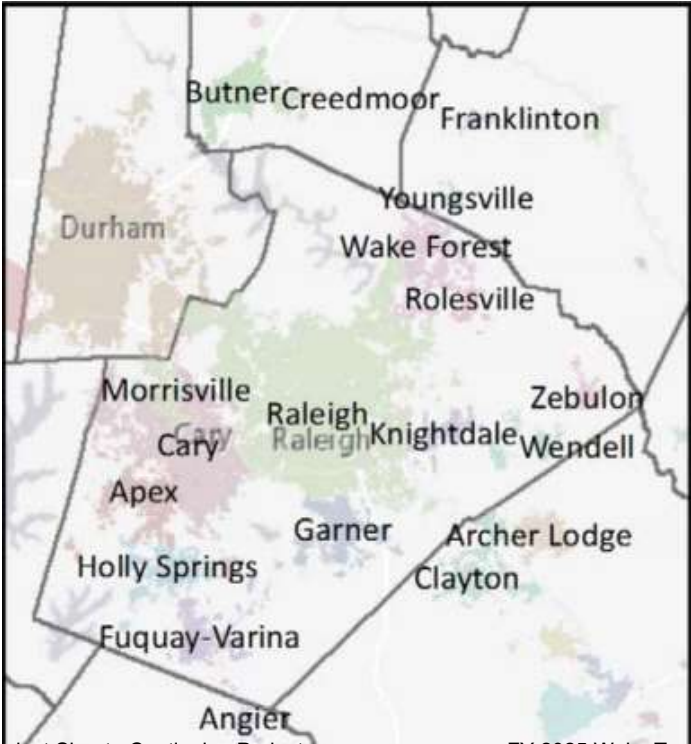 Butner Creedmoor
Franklinton
Youngsville
Durham
Wake Forest
Rolesville
Morrisville
Zebulon
Raleigh
Cary Raleigh Knightdale
Cary Wendell
Apex
Garner Archer Lodge
Holly Springs Clayton
Fuquay-Varina
Angier